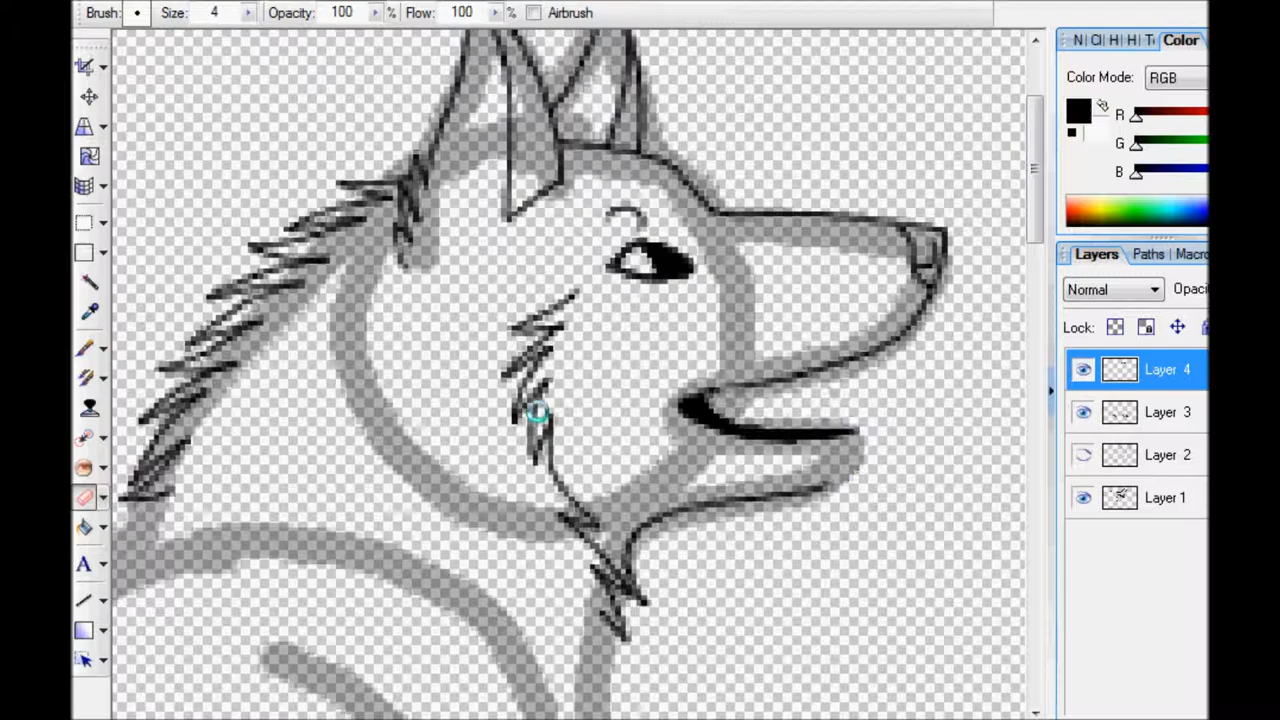 Brush: Size: 4 Opacity: 100 % Flow: 100 % Airbrush
N Cl H H T Color
Color Mode: RGB
R
G
B
Layers Paths Macro
Normal Opaci
Lock:
Layer 4
Layer 3
Layer 2
Layer 1
A